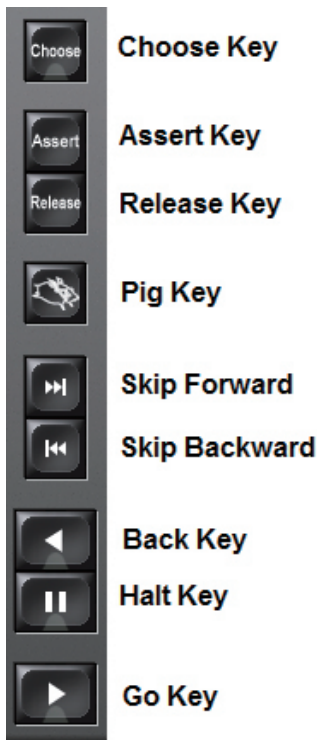 Choose Choose Key
Assert Assert Key
Release Release Key
Pig Key
Skip Forward
Skip Backward
Back Key
Halt Key
Go Key